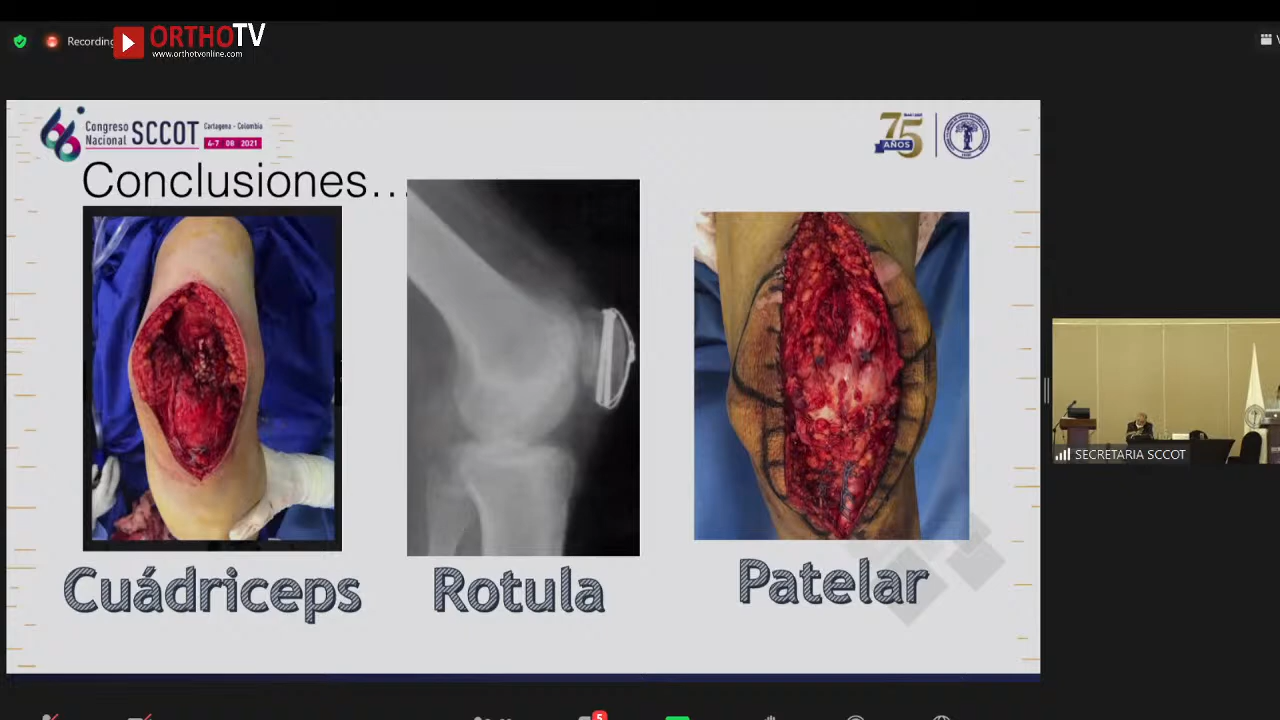 Recording
ORTHOTV
www.orthotvonline.com
Congreso
Nacional
SCCOT
Cartagena - Colombia
4-7 08 2021
75
AÑOS
Conclusiones...
Cuádriceps
Rotula
Patelar
SECRETARIA SCCOT
5